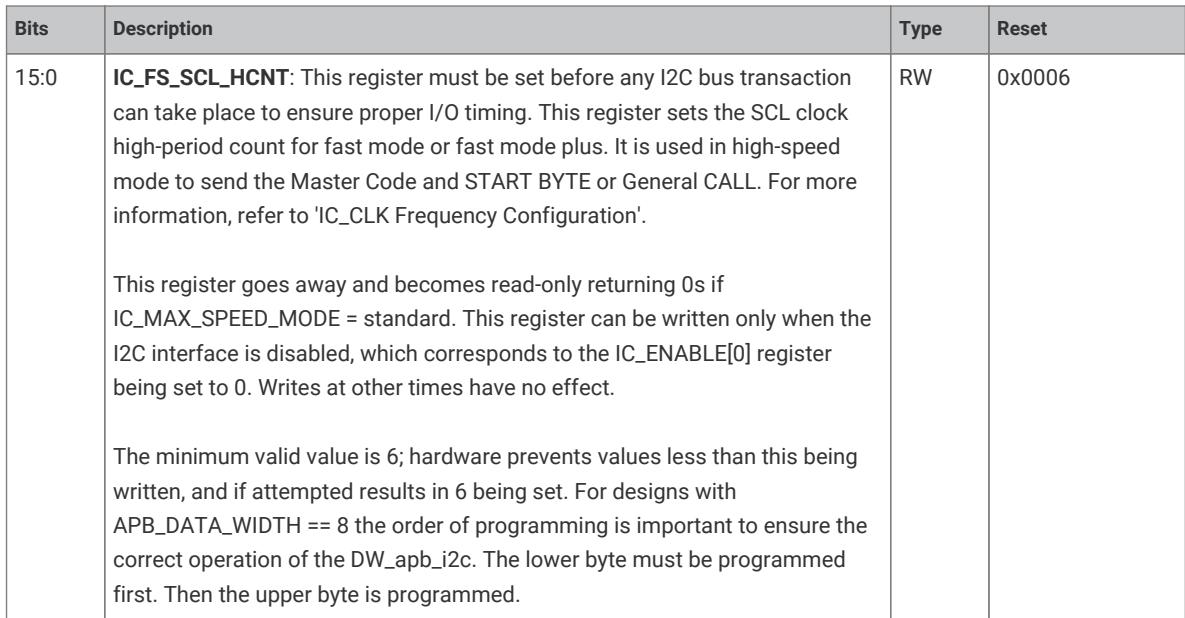 Bits Description Type Reset
15:0 IC_FS_SCL_HCNT: This register must be set before any I2C bus transaction RW 0x0006
can take place to ensure proper I/O timing. This register sets the SCL clock
high-period count for fast mode or fast mode plus. It is used in high-speed
mode to send the Master Code and START BYTE or General CALL. For more
information, refer to 'IC_CLK Frequency Configuration'.
This register goes away and becomes read-only returning 0s if
IC_MAX_SPEED_MODE = standard. This register can be written only when the
I2C interface is disabled, which corresponds to the IC_ENABLE[0] register
being set to 0. Writes at other times have no effect.
The minimum valid value is 6; hardware prevents values less than this being
written, and if attempted results in 6 being set. For designs with
APB_DATA_WIDTH == 8 the order of programming is important to ensure the
correct operation of the DW_apb_i2c. The lower byte must be programmed
first. Then the upper byte is programmed.